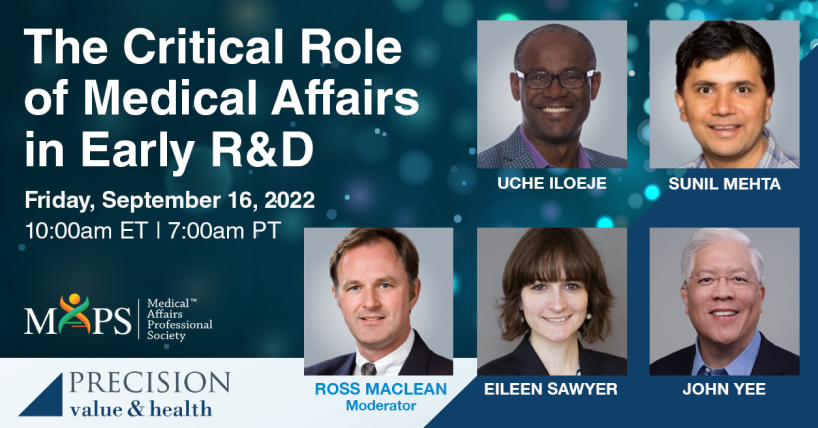 The Critical Role
of Medical Affairs
in Early R&D
Friday, September 16, 2022
10:00am ET | 7:00am PT
UCHE ILOEJE
SUNIL MEHTA
MAPS
Medical™
Affairs
Professional
Society
ROSS MACLEAN
Moderator
EILEEN SAWYER
JOHN YEE
PRECISION
value & health